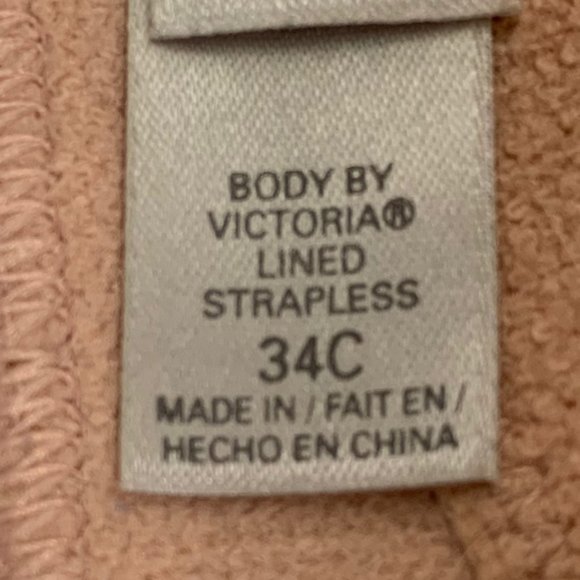 BODY BY
VICTORIA®
LINED
STRAPLESS
34C
MADE IN / FAIT EN /
HECHO EN CHINA